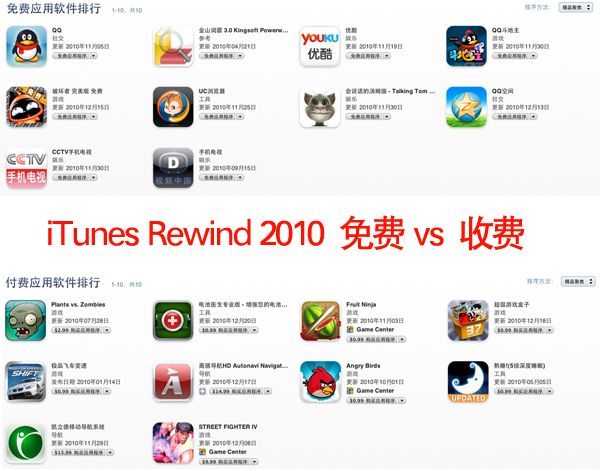 免费应用软件排行
1-10、共10
排序方法：
精品聚焦
QQ
社交
更新 2010年11月05日
免费应用程序
金山词霸 3.0 Kingsoft Powerw...
参考
更新 2010年04月21日
免费应用程序
YOUKU
优酷
优酷
娱乐
更新 2010年11月19日
免费应用程序
QQ斗地主
游戏
更新 2010年11月30日
免费应用程序
破坏者 完美版 免费
游戏
更新 2010年12月15日
免费应用程序
UC浏览器
工具
更新 2010年11月25日
免费应用程序
会说话的汤姆猫 - Talking Tom ...
娱乐
更新 2010年11月30日
免费应用程序
QQ空间
社交
更新 2010年12月13日
免费应用程序
CCTV
手机电视
CCTV手机电视
娱乐
更新 2010年11月30日
免费应用程序
D
视频中国
手机电视
娱乐
更新 2010年09月15日
免费应用程序
iTunes Rewind 2010 免费 vs 收费
付费应用软件排行
1-10、共10
排序方法：
精品聚焦
Plants vs. Zombies
游戏
更新 2010年07月28日
$2.99 购买应用程序
电池医生专业版 - 增强您的电池...
工具
更新 2010年12月18日
$0.99 购买应用程序
Fruit Ninja
游戏
更新 2010年11月30日
Game Center
$0.99 购买应用程序
37
超级游戏盒子
游戏
更新 2010年12月18日
$0.99 购买应用程序
SHIFT
极品飞车变速
游戏
发布日期 2010年01月14日
$0.99 购买应用程序
高德导航HD Autonavi Navigat...
导航
更新 2010年12月17日
$14.99 购买应用程序
Angry Birds
游戏
更新 2010年10月01日
Game Center
$0.99 购买应用程序
UPDATED
熟睡!(5倍深度睡眠)
工具
更新 2010年05月05日
$0.99 购买应用程序
凯立德移动导航系统
导航
更新 2010年11月29日
$15.99 购买应用程序
STREET FIGHTER IV
游戏
更新 2010年12月08日
Game Center
$9.99 购买应用程序